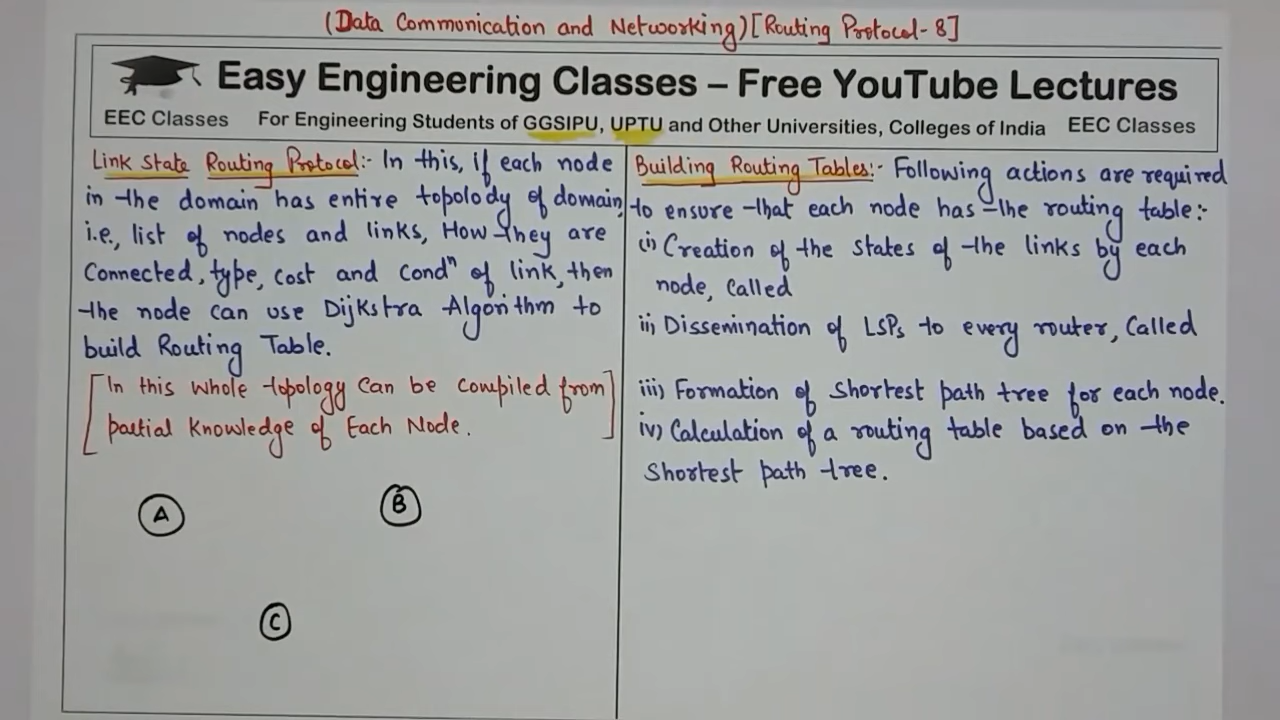 (Data Communication and Networking) [Routing Protocol-8]
Easy Engineering Classes – Free YouTube Lectures
EEC Classes For Engineering Students of GGSIPU, UPTU and Other Universities, Colleges of India EEC Classes
Link State Routing Protocol:- In this, if each node
in the domain has entire topolody of domain,
i.e., list of nodes and links, How they are
Connected, type, cost and Condⁿ of link, then
the node can use Dijkstra Algorithm to
build Routing Table.
[In this whole topology Can be Compiled from
partial Knowledge of Each Node.]
A
B
C
Building Routing Tables:- Following actions are required
to ensure that each node has the routing table:-
(i) Creation of the states of the links by each
node, Called
ii) Dissemination of LSPs to every router, Called
iii) Formation of Shortest path tree for each node.
iv) Calculation of a routing table based on the
Shortest path tree.